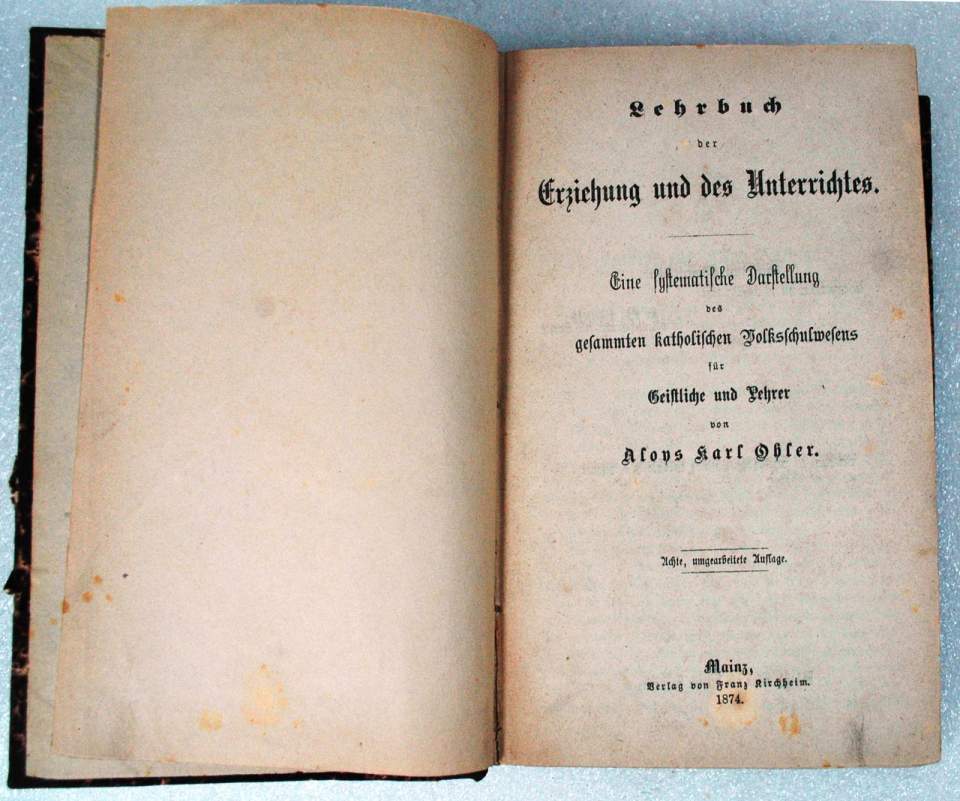 Lehrbuch
der
Erziehung und des Unterrichtes.
Eine systematische Darstellung
des
gesammten katholischen Volksschulwesens
für
Geistliche und Lehrer
von
Aloys Karl Ohler.
Achte, umgearbeitete Auflage.
Mainz,
Verlag von Franz Kirchheim.
1874.